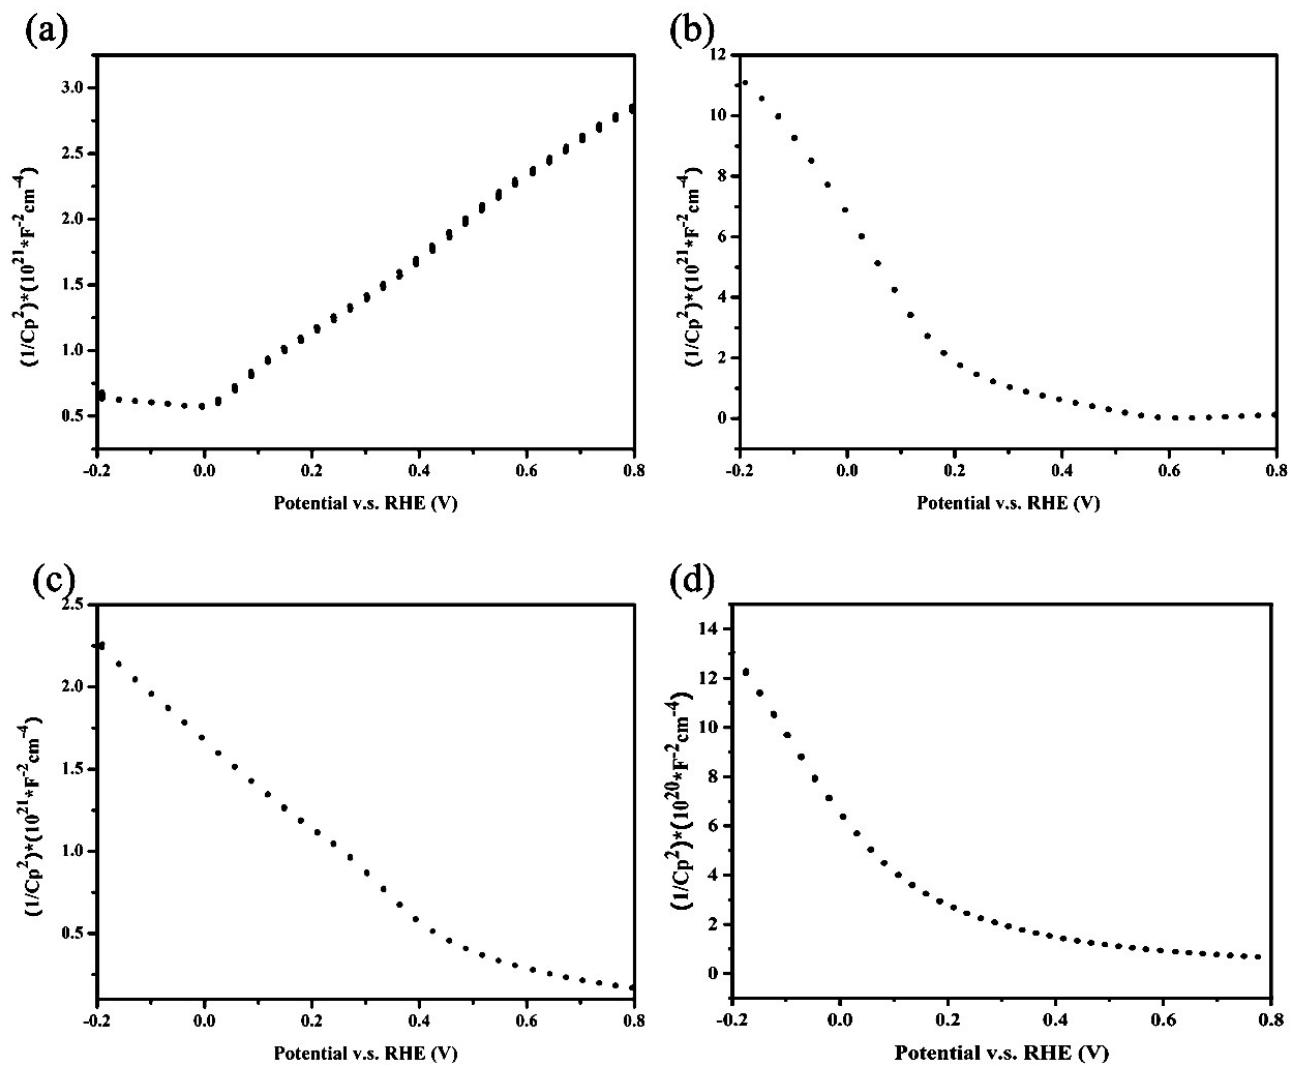 (a)
3.0
2.5
2.0
1.5
1.0
0.5
-0.2 0.0 0.2 0.4 0.6 0.8
(1/Cp²)*(10²¹*F⁻²cm⁻⁴)
Potential v.s. RHE (V)
(b)
12
10
8
6
4
2
0
-0.2 0.0 0.2 0.4 0.6 0.8
(1/Cp²)*(10²¹*F⁻²cm⁻⁴)
Potential v.s. RHE (V)
(c)
2.5
2.0
1.5
1.0
0.5
-0.2 0.0 0.2 0.4 0.6 0.8
(1/Cp²)*(10²¹*F⁻²cm⁻⁴)
Potential v.s. RHE (V)
(d)
14
12
10
8
6
4
2
0
-0.2 0.0 0.2 0.4 0.6 0.8
(1/Cp²)*(10²⁰*F⁻²cm⁻⁴)
Potential v.s. RHE (V)